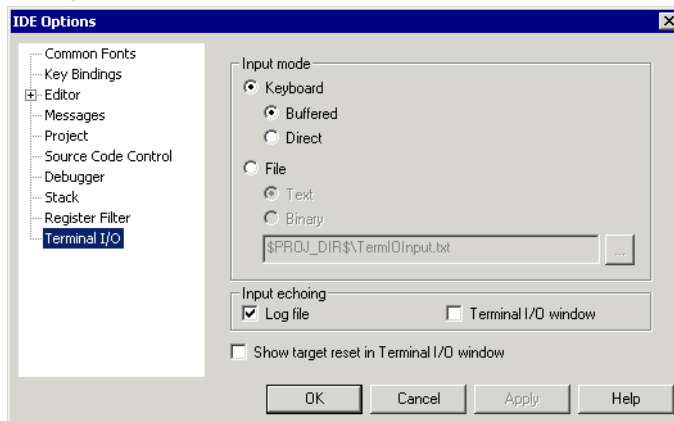 IDE Options
Common Fonts
Key Bindings
Editor
Messages
Project
Source Code Control
Debugger
Stack
Register Filter
Terminal I/O
Input mode
Keyboard
Buffered
Direct
File
Text
Binary
$PROJ_DIR$\TermIOInput.txt
...
Input echoing
Log file
Terminal I/O window
Show target reset in Terminal I/O window
OK Cancel Apply Help